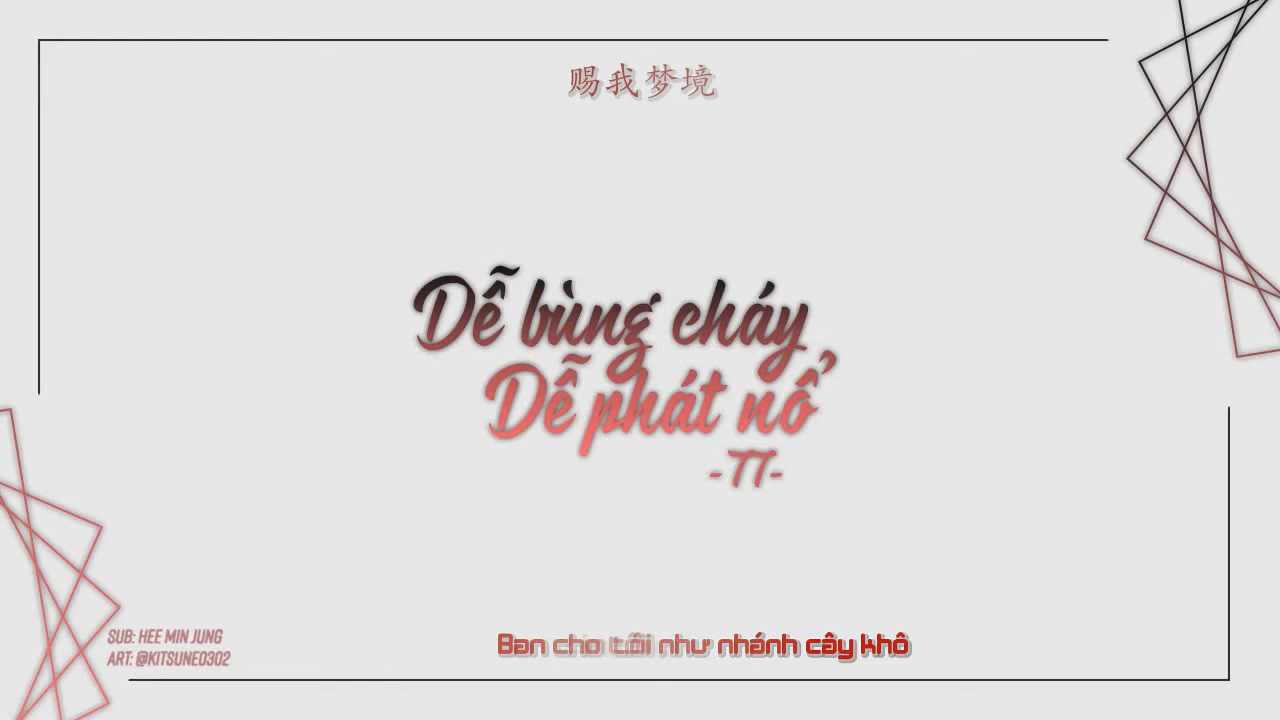 赐我梦境
Dễ bùng cháy
Dễ phát nổ
-TT-
SUB: HEE MIN JUNG
ART: @KITSUNE0302
Ban cho tôi như nhánh cây khô